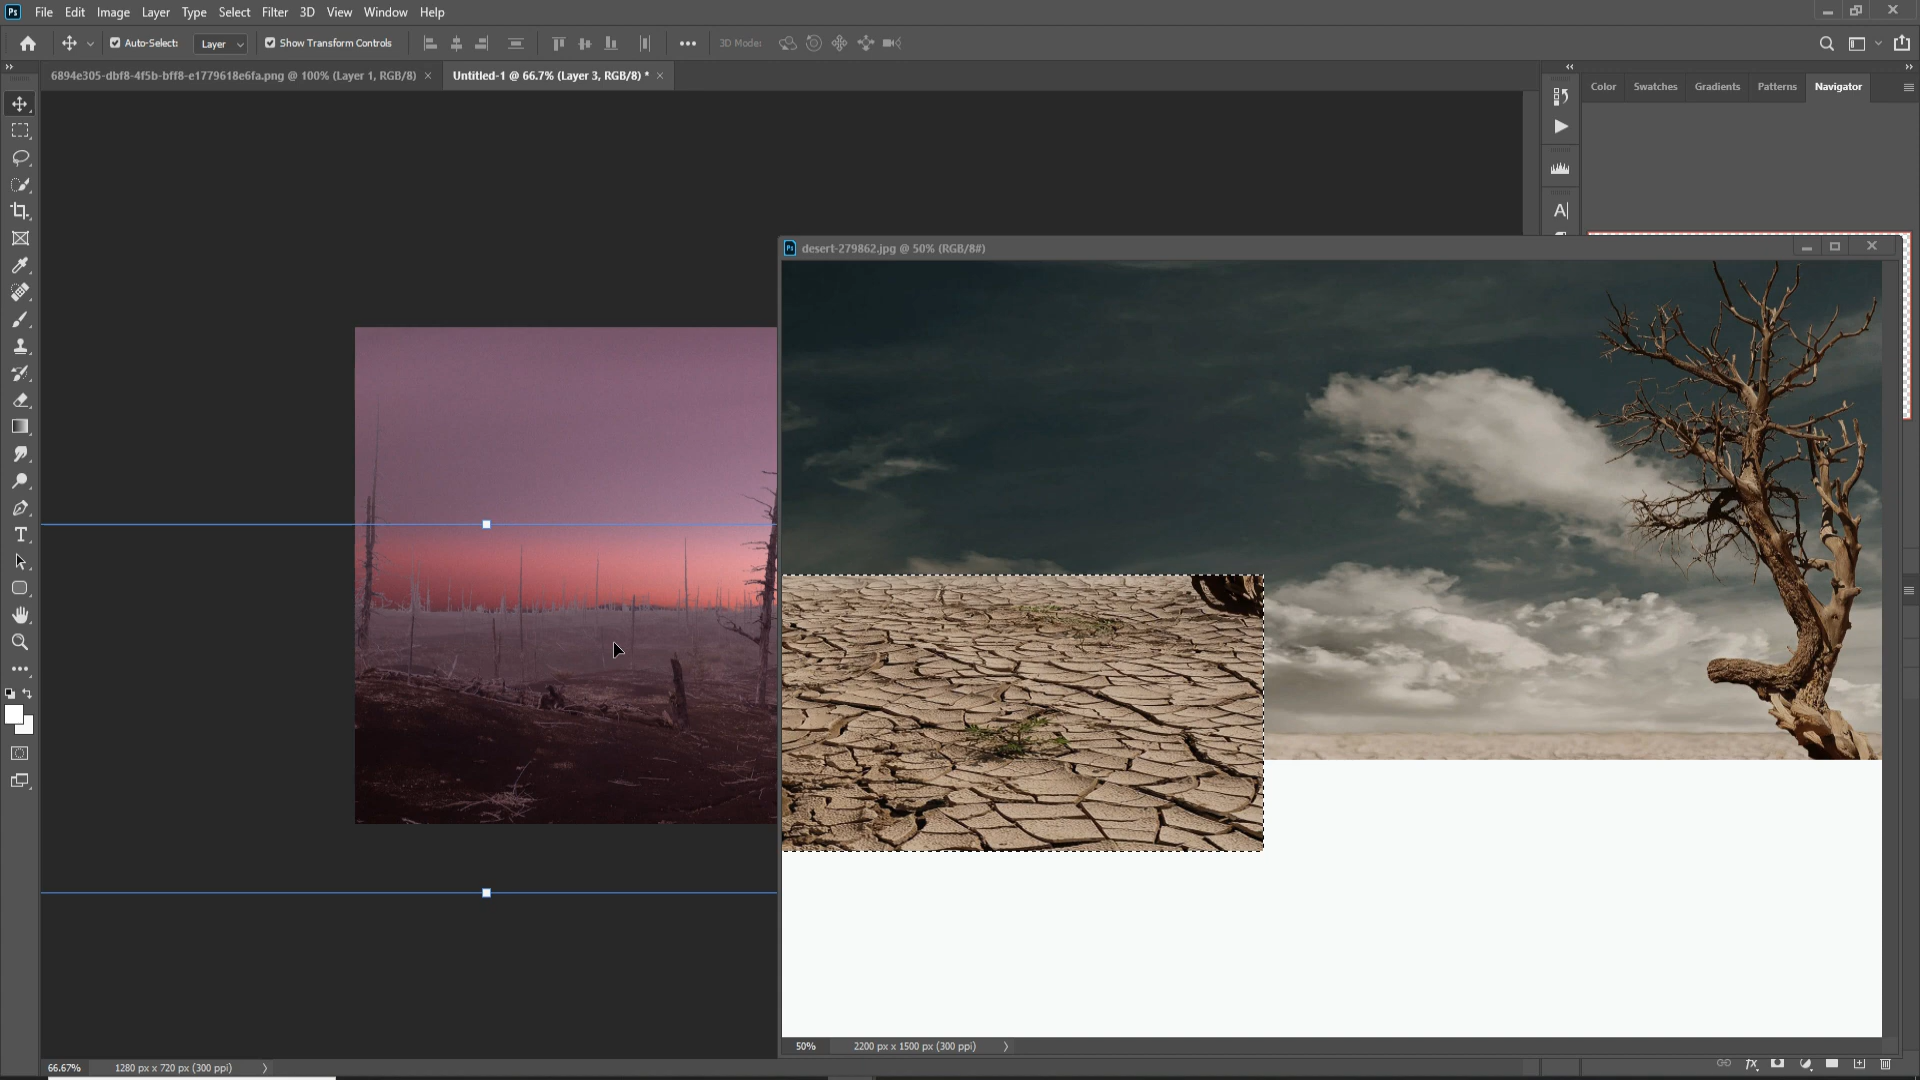 Ps File Edit Image Layer Type Select Filter 3D View Window Help
Auto-Select: Layer Show Transform Controls 3D Mode:
6894e305-dbf8-4f5b-bff8-e1779618e6fa.png @ 100% (Layer 1, RGB/8) × Untitled-1 @ 66.7% (Layer 3, RGB/8) * ×
Color Swatches Gradients Patterns Navigator
Ps desert-279862.jpg @ 50% (RGB/8#)
50% 2200 px x 1500 px (300 ppi)
66.67% 1280 px x 720 px (300 ppi)